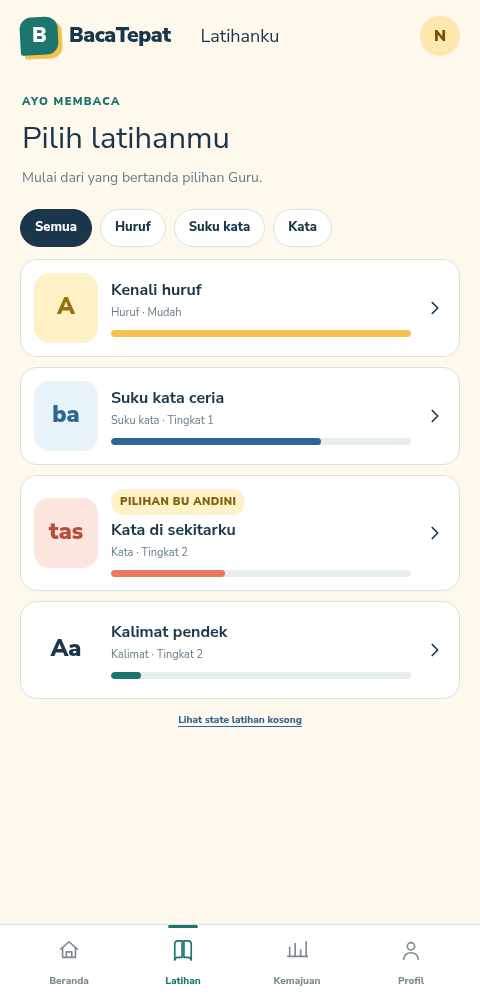 B BacaTepat Latihanku N
AYO MEMBACA
Pilih latihanmu
Mulai dari yang bertanda pilihan Guru.
Semua Huruf Suku kata Kata
A
Kenali huruf
Huruf · Mudah
ba
Suku kata ceria
Suku kata · Tingkat 1
tas
PILIHAN BU ANDINI
Kata di sekitarku
Kata · Tingkat 2
Aa
Kalimat pendek
Kalimat · Tingkat 2
Lihat state latihan kosong
Beranda Latihan Kemajuan Profil